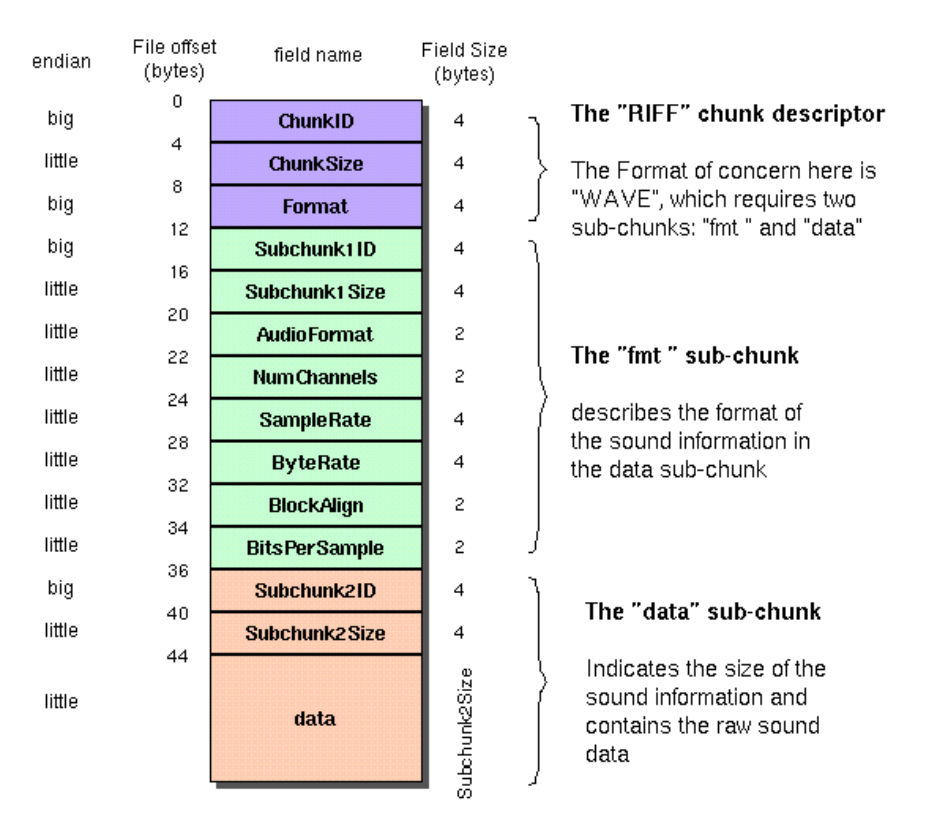 endian
File offset
(bytes)
field name
Field Size
(bytes)
0
big
ChunkID
4
4
little
ChunkSize
4
8
big
Format
4
12
The "RIFF" chunk descriptor
The Format of concern here is
"WAVE", which requires two
sub-chunks: "fmt " and "data"
big
Subchunk1ID
4
16
little
Subchunk1Size
4
20
little
AudioFormat
2
22
little
NumChannels
2
24
little
SampleRate
4
28
little
ByteRate
4
32
little
BlockAlign
2
34
little
BitsPerSample
2
36
The "fmt " sub-chunk
describes the format of
the sound information in
the data sub-chunk
big
Subchunk2ID
4
40
little
Subchunk2Size
4
44
little
data
Subchunk2Size
The "data" sub-chunk
Indicates the size of the
sound information and
contains the raw sound
data